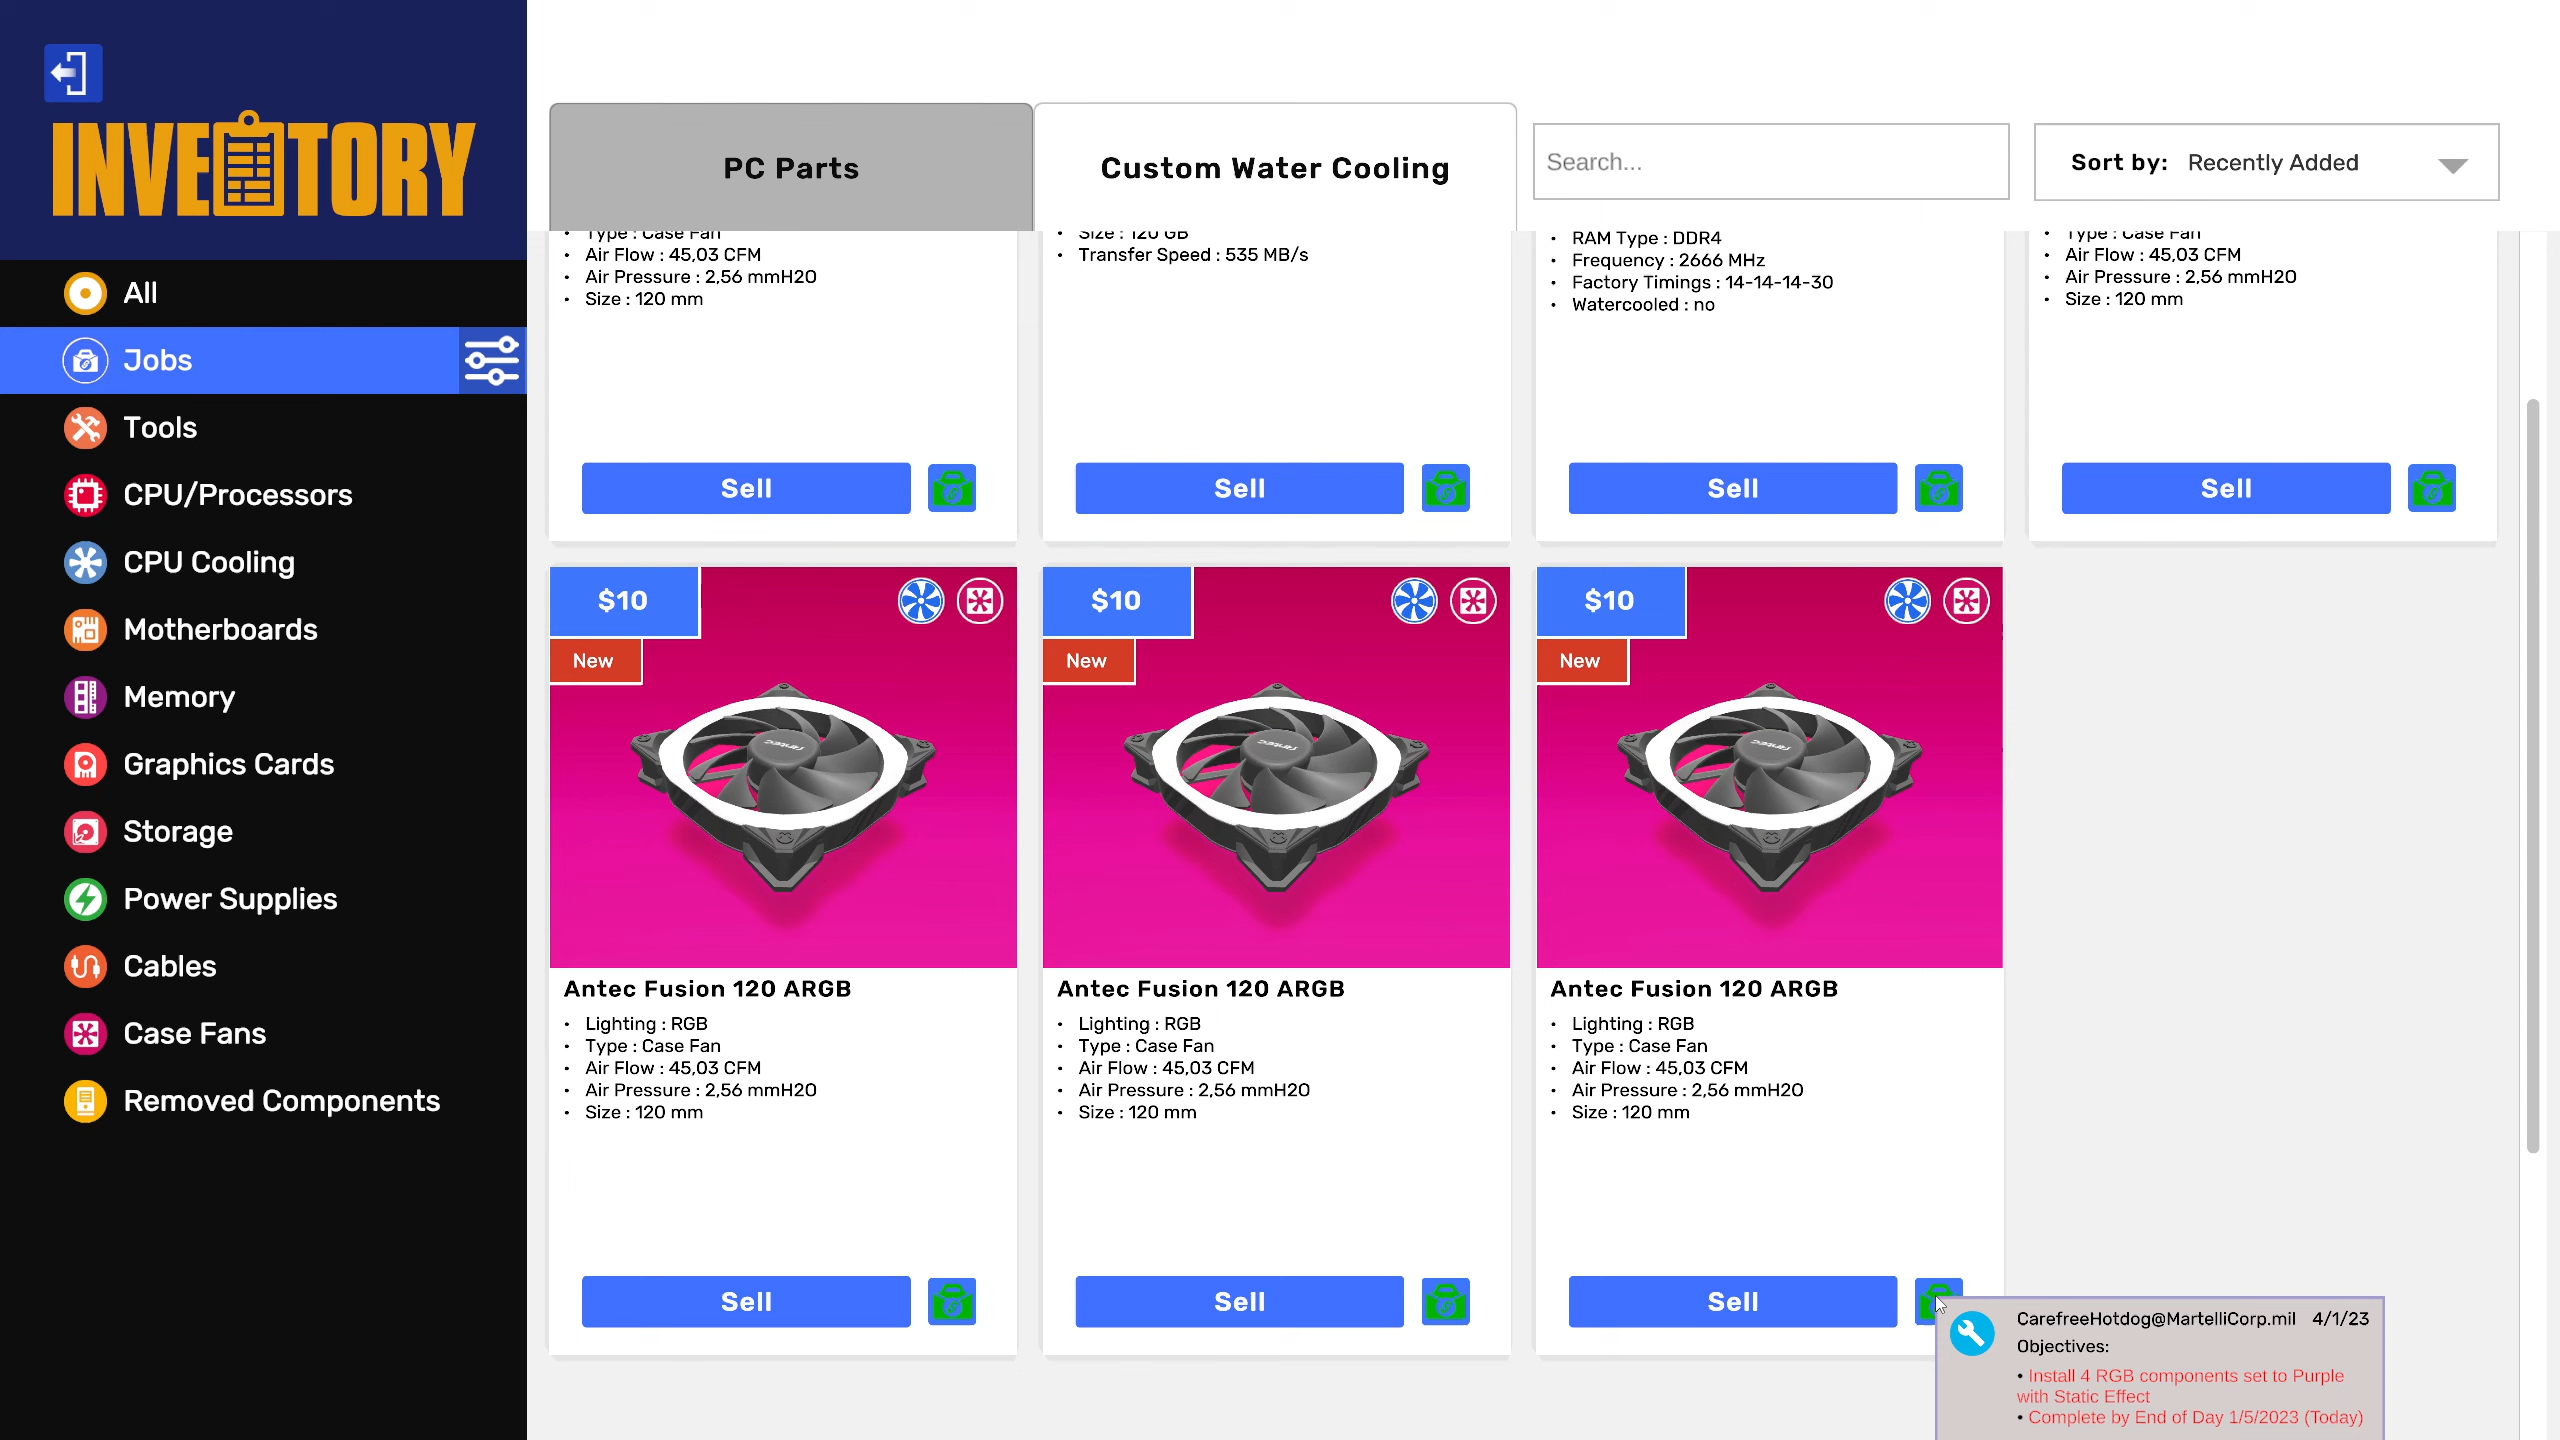 INVENTORY
All
Jobs
Tools
CPU/Processors
CPU Cooling
Motherboards
Memory
Graphics Cards
Storage
Power Supplies
Cables
Case Fans
Removed Components
PC Parts
Custom Water Cooling
Search...
Sort by: Recently Added
• Type : Case Fan
• Air Flow : 45,03 CFM
• Air Pressure : 2,56 mmH2O
• Size : 120 mm
Sell
• Size : 120 GB
• Transfer Speed : 535 MB/s
Sell
• RAM Type : DDR4
• Frequency : 2666 MHz
• Factory Timings : 14-14-14-30
• Watercooled : no
Sell
• Type : Case Fan
• Air Flow : 45,03 CFM
• Air Pressure : 2,56 mmH2O
• Size : 120 mm
Sell
$10
New
Antec Fusion 120 ARGB
• Lighting : RGB
• Type : Case Fan
• Air Flow : 45,03 CFM
• Air Pressure : 2,56 mmH2O
• Size : 120 mm
Sell
$10
New
Antec Fusion 120 ARGB
• Lighting : RGB
• Type : Case Fan
• Air Flow : 45,03 CFM
• Air Pressure : 2,56 mmH2O
• Size : 120 mm
Sell
$10
New
Antec Fusion 120 ARGB
• Lighting : RGB
• Type : Case Fan
• Air Flow : 45,03 CFM
• Air Pressure : 2,56 mmH2O
• Size : 120 mm
Sell
CarefreeHotdog@MartelliCorp.mil 4/1/23
Objectives:
• Install 4 RGB components set to Purple
with Static Effect
• Complete by End of Day 1/5/2023 (Today)